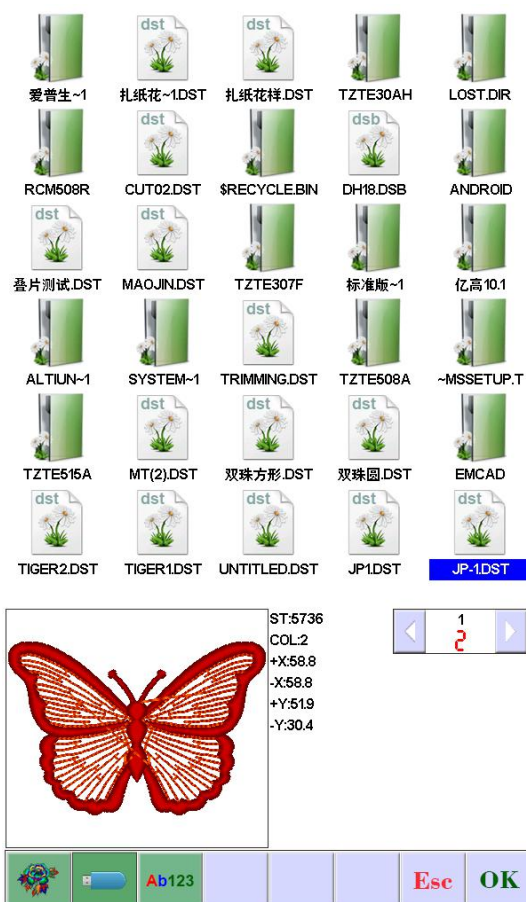 dst
dst
爱普生~1
扎纸花~1.DST
扎纸花样.DST
TZTE30AH
LOST.DIR
dst
dsb
RCM508R
CUT02.DST
$RECYCLE.BIN
DH18.DSB
ANDROID
dst
dst
叠片测试.DST
MAOJIN.DST
TZTE307F
标准版~1
亿高10.1
dst
ALTIUN~1
SYSTEM~1
TRIMMING.DST
TZTE508A
~MSSETUP.T
dst
dst
dst
TZTE515A
MT(2).DST
双珠方形.DST
双珠圆.DST
EMCAD
dst
dst
dst
dst
dst
TIGER2.DST
TIGER1.DST
UNTITLED.DST
JP1.DST
JP-1.DST
ST:5736
COL:2
+X:58.8
-X:58.8
+Y:51.9
-Y:30.4
1
2
Ab123
Esc
OK